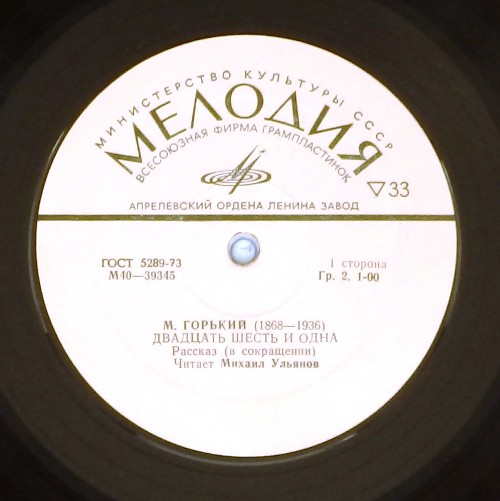 МИНИСТЕРСТВО КУЛЬТУРЫ СССР
МЕЛОДИЯ
ВСЕСОЮЗНАЯ ФИРМА ГРАМПЛАСТИНОК
33
АПРЕЛЕВСКИЙ ОРДЕНА ЛЕНИНА ЗАВОД
ГОСТ 5289-73
М40—39345
1 сторона
Гр. 2. 1-00
М. ГОРЬКИЙ (1868—1936)
ДВАДЦАТЬ ШЕСТЬ И ОДНА
Рассказ (в сокращении)
Читает Михаил Ульянов